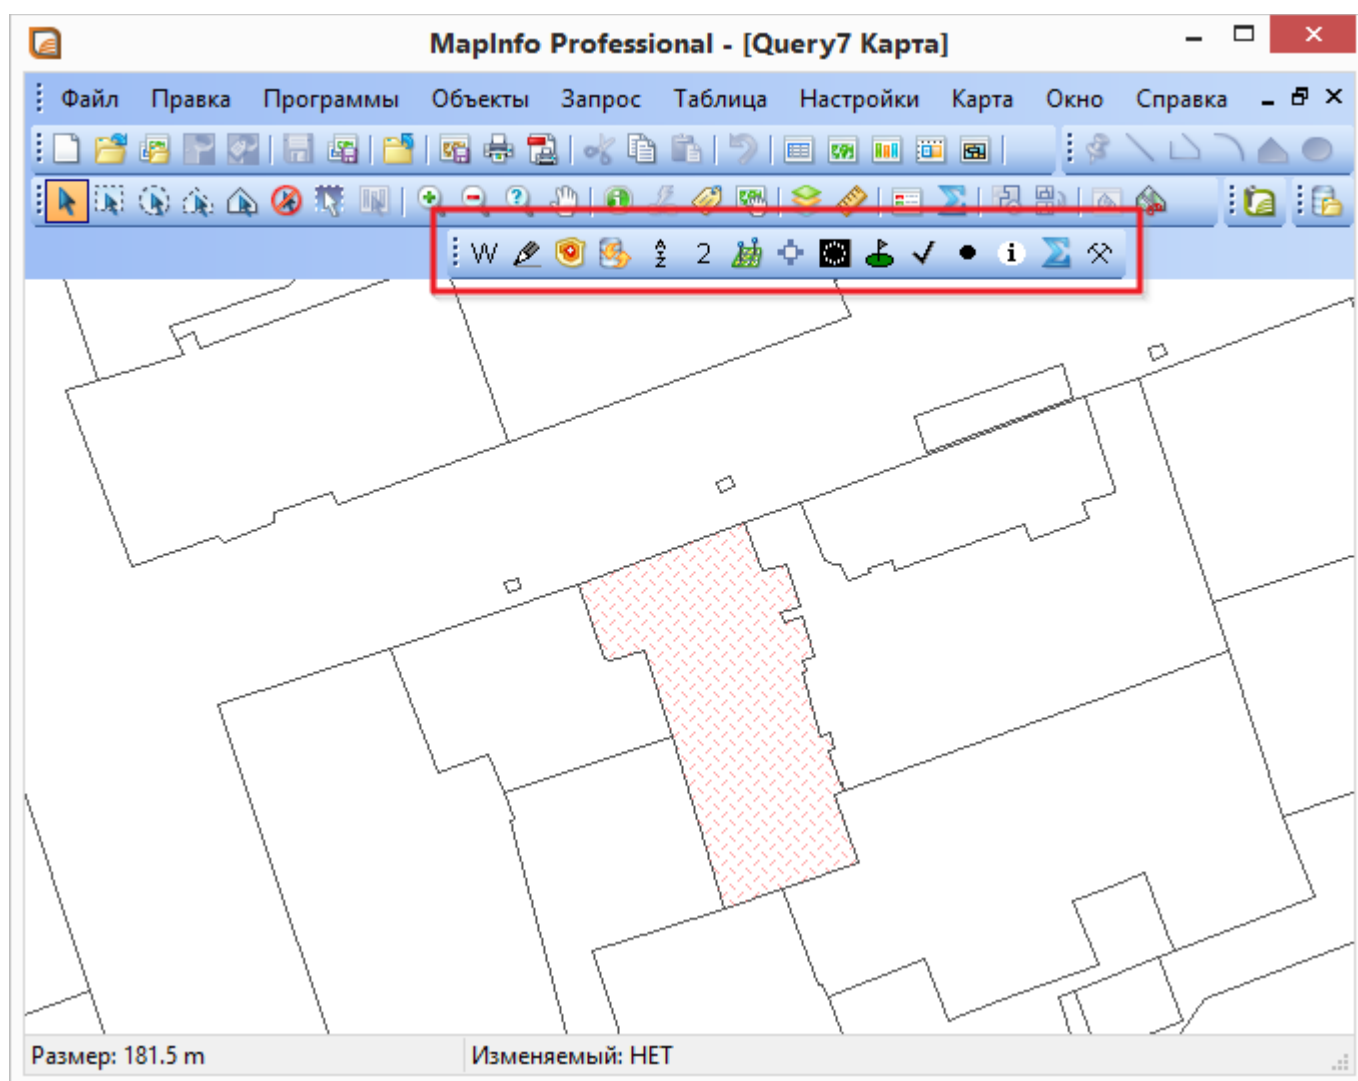 MapInfo Professional - [Query7 Карта]
Файл Правка Программы Объекты Запрос Таблица Настройки Карта Окно Справка
W A Z 2 i
Размер: 181.5 m Изменяемый: НЕТ